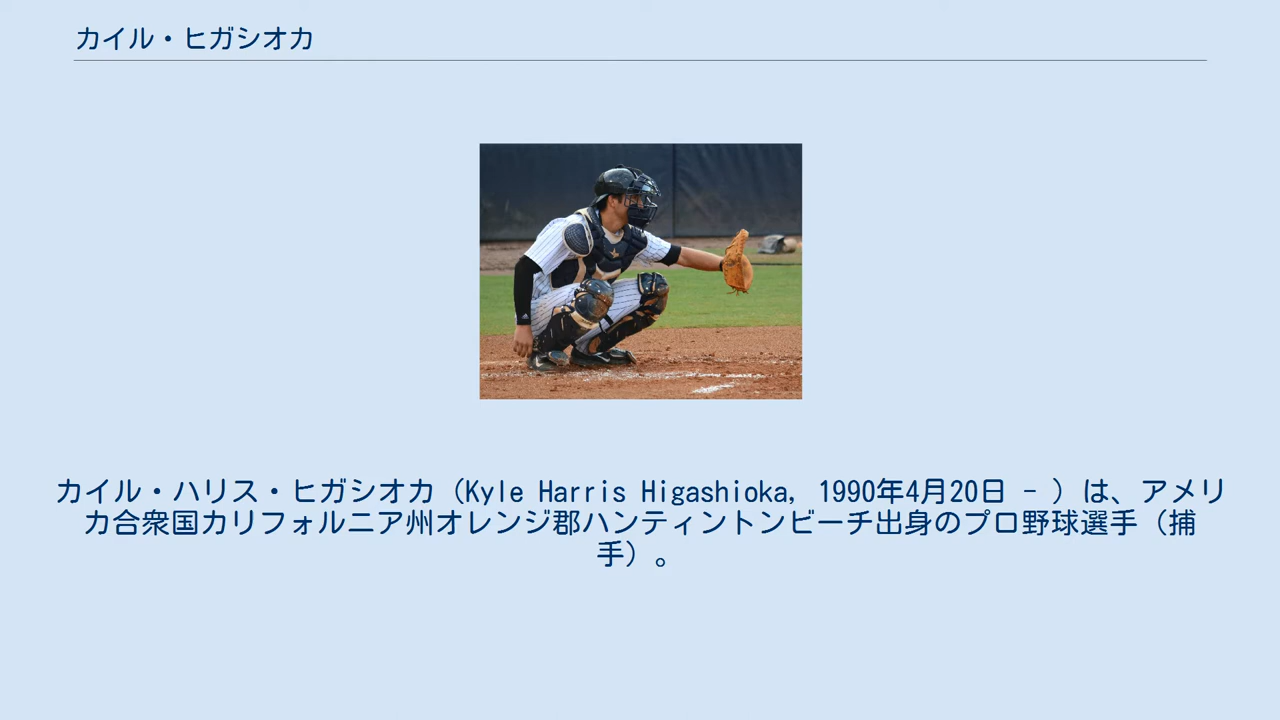 カイル・ヒガシオカ
カイル・ハリス・ヒガシオカ（Kyle Harris Higashioka, 1990年4月20日 - ）は、アメリ
カ合衆国カリフォルニア州オレンジ郡ハンティントンビーチ出身のプロ野球選手（捕
手）。